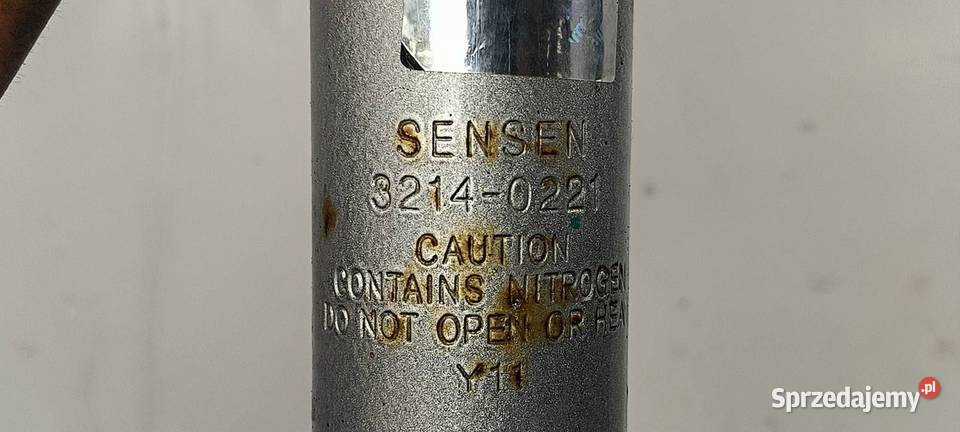 SENSEN
3214-0221
CAUTION
CONTAINS NITROGEN
DO NOT OPEN OR HEAT
Y11
Sprzedajemy.pl